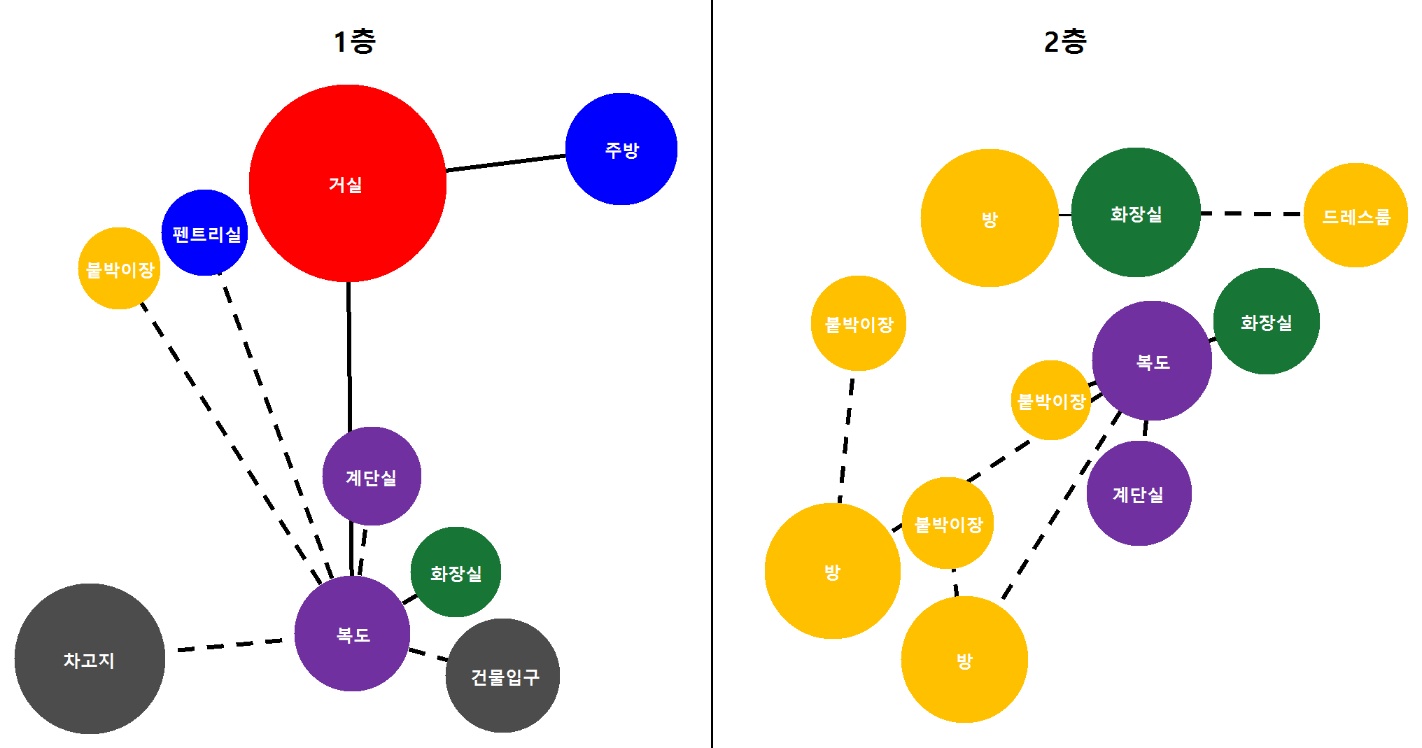 1층
거실
주방
펜트리실
붙박이장
계단실
화장실
복도
차고지
건물입구
2층
방
화장실
드레스룸
붙박이장
화장실
복도
붙박이장
계단실
붙박이장
방
방